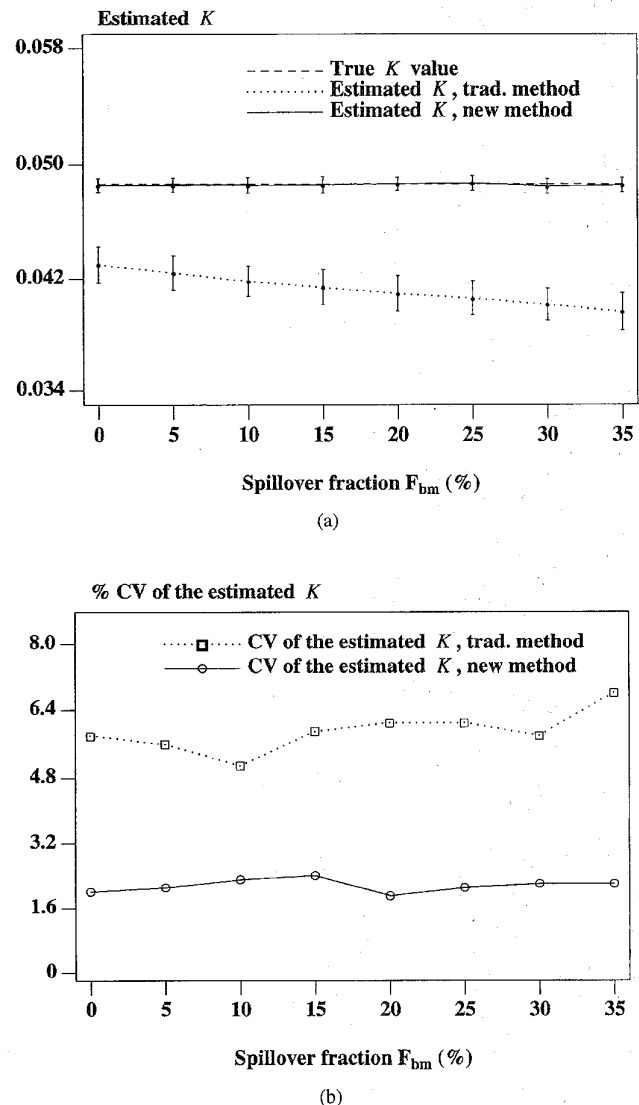 Estimated K
0.058
True K value
Estimated K, trad. method
Estimated K, new method
0.050
0.042
0.034
0 5 10 15 20 25 30 35
Spillover fraction Fbm (%)
(a)
% CV of the estimated K
8.0
CV of the estimated K, trad. method
CV of the estimated K, new method
6.4
4.8
3.2
1.6
0
0 5 10 15 20 25 30 35
Spillover fraction Fbm (%)
(b)